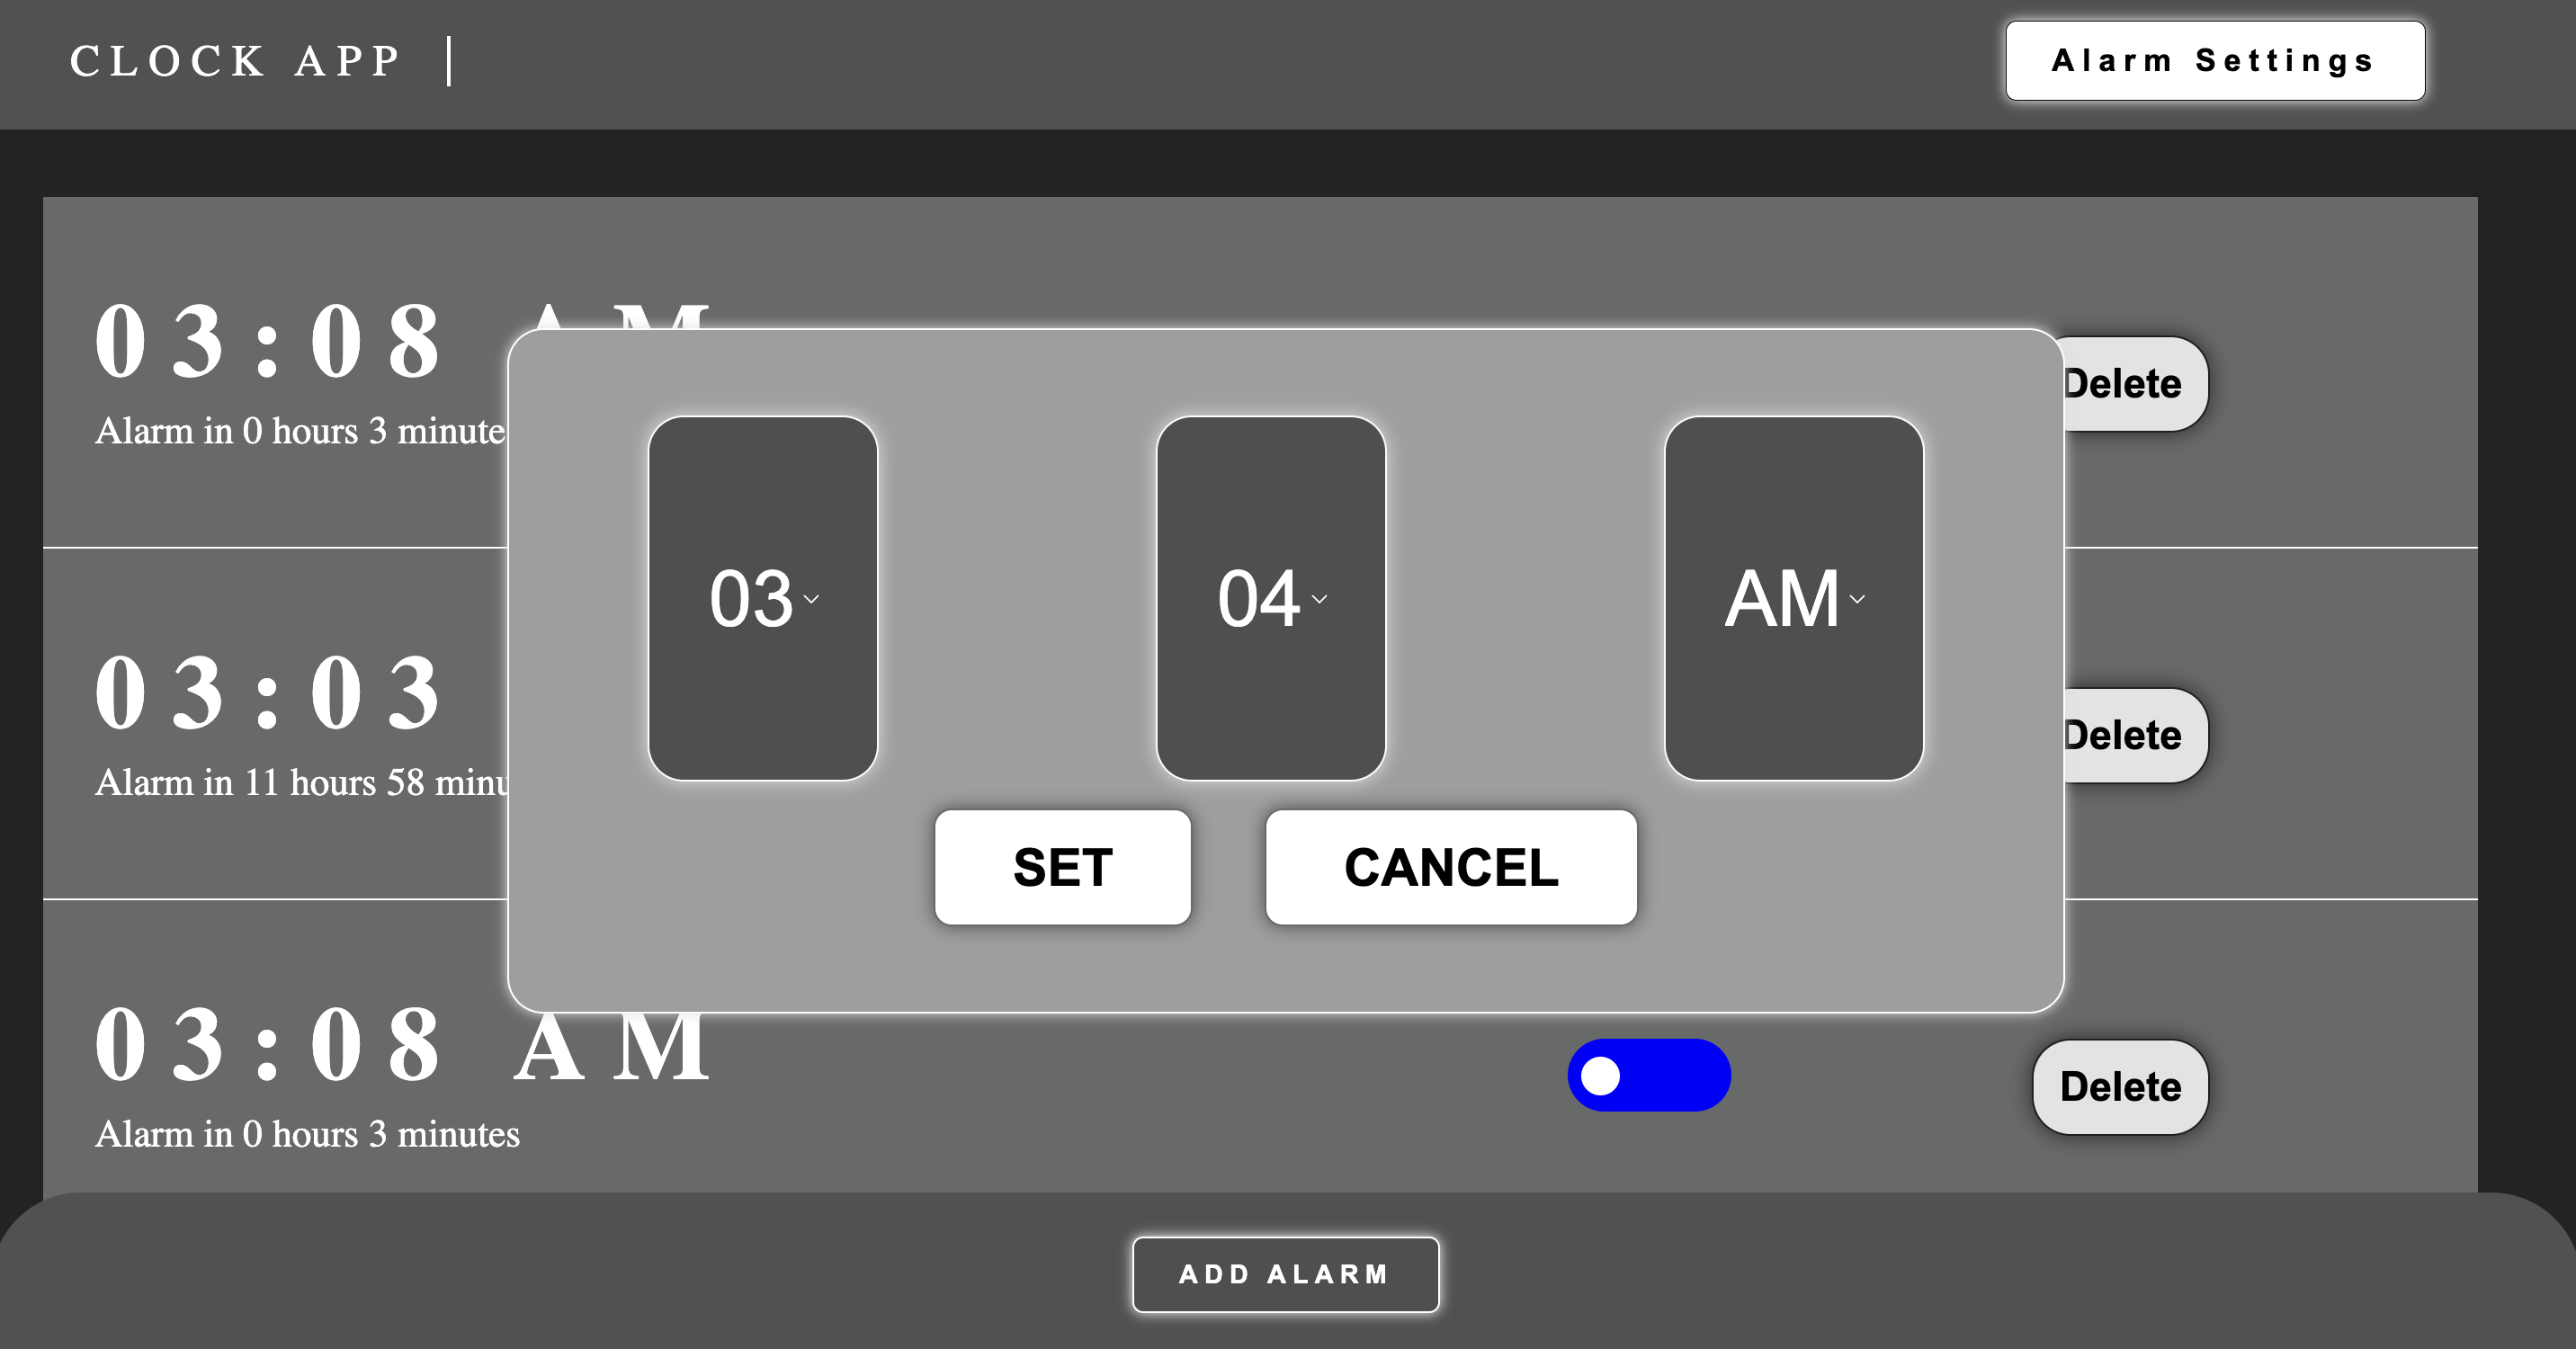 CLOCK APP |
Alarm Settings
03:08 AM
Alarm in 0 hours 3 minute
Delete
03
04
AM
03:03
Alarm in 11 hours 58 minu
Delete
SET
CANCEL
03:08 AM
Alarm in 0 hours 3 minutes
Delete
ADD ALARM